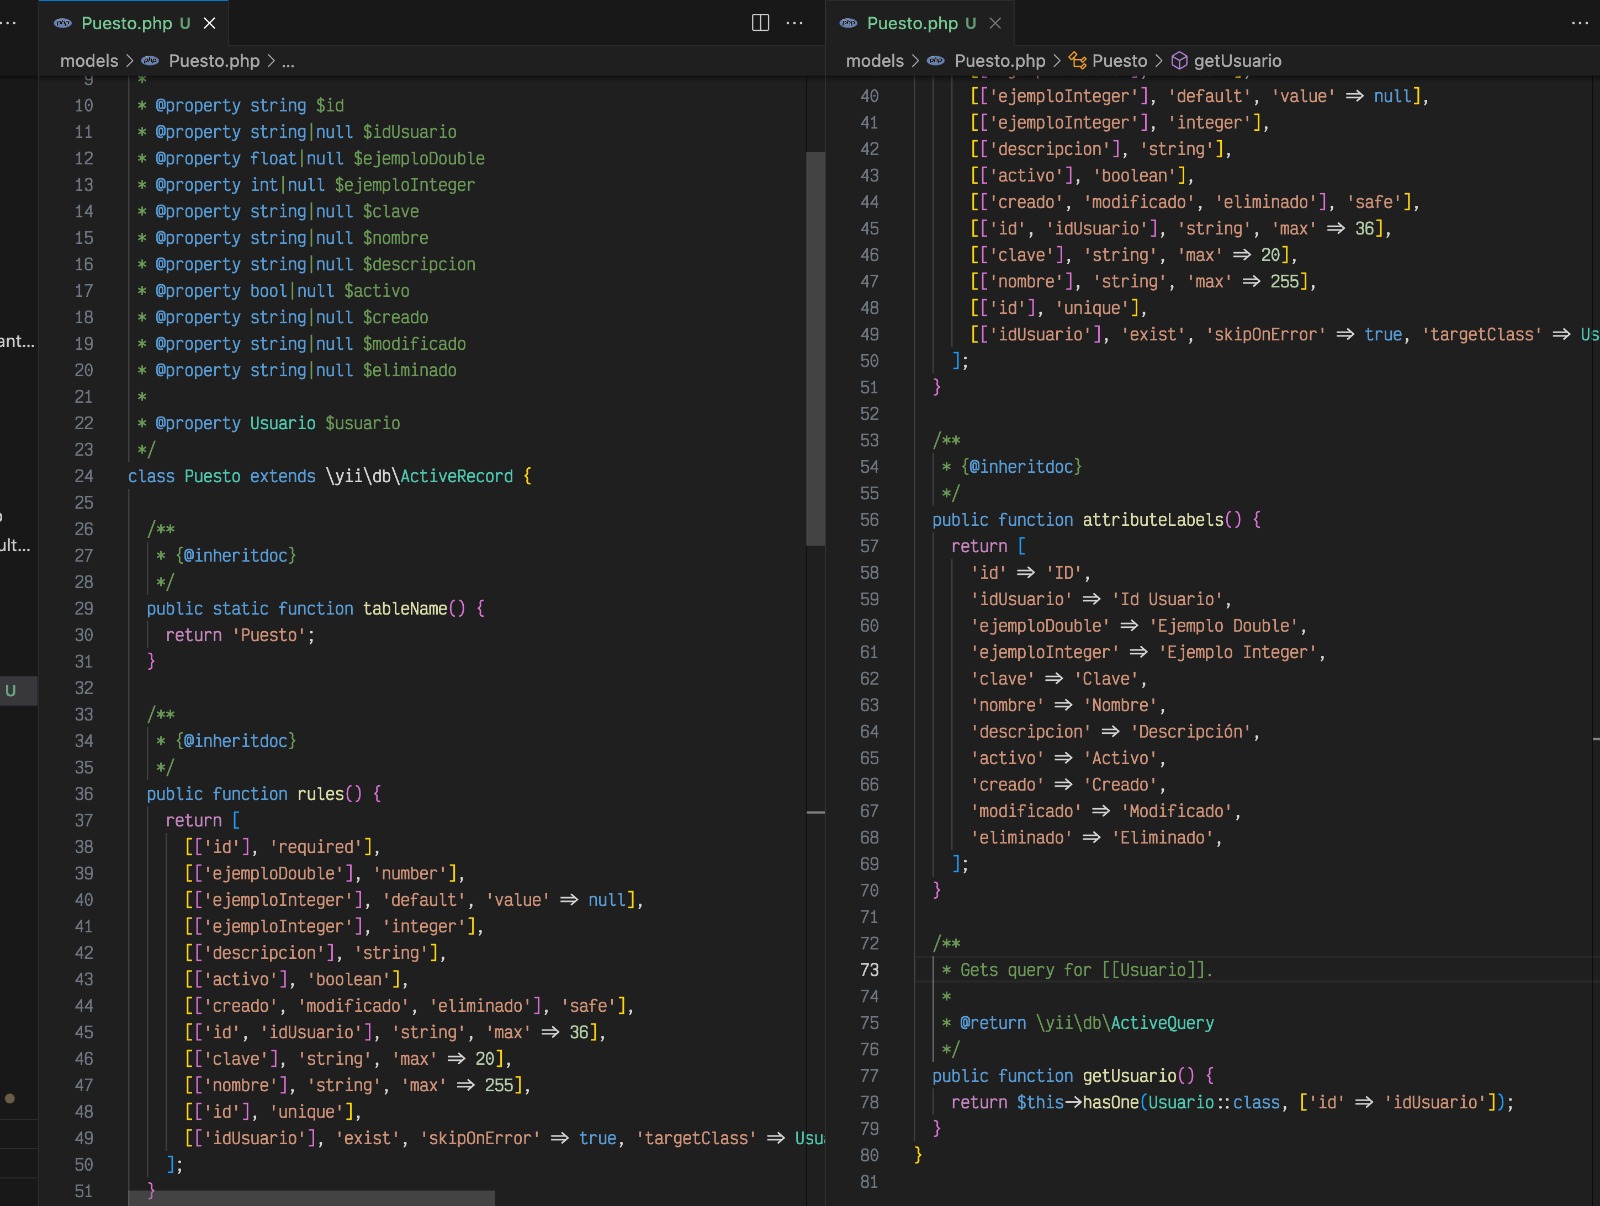 Puesto.php U
models > Puesto.php > ...
9 *
10 * @property string $id
11 * @property string|null $idUsuario
12 * @property float|null $ejemploDouble
13 * @property int|null $ejemploInteger
14 * @property string|null $clave
15 * @property string|null $nombre
16 * @property string|null $descripcion
17 * @property bool|null $activo
18 * @property string|null $creado
19 * @property string|null $modificado
20 * @property string|null $eliminado
21 *
22 * @property Usuario $usuario
23 */
24 class Puesto extends \yii\db\ActiveRecord {
25
26 /**
27 * {@inheritdoc}
28 */
29 public static function tableName() {
30 return 'Puesto';
31 }
32
33 /**
34 * {@inheritdoc}
35 */
36 public function rules() {
37 return [
38 [['id'], 'required'],
39 [['ejemploDouble'], 'number'],
40 [['ejemploInteger'], 'default', 'value' => null],
41 [['ejemploInteger'], 'integer'],
42 [['descripcion'], 'string'],
43 [['activo'], 'boolean'],
44 [['creado', 'modificado', 'eliminado'], 'safe'],
45 [['id', 'idUsuario'], 'string', 'max' => 36],
46 [['clave'], 'string', 'max' => 20],
47 [['nombre'], 'string', 'max' => 255],
48 [['id'], 'unique'],
49 [['idUsuario'], 'exist', 'skipOnError' => true, 'targetClass' => Usu
50 ];
51 }
ant...
ult...
U
Puesto.php U
models > Puesto.php > Puesto > getUsuario
40 [['ejemploInteger'], 'default', 'value' => null],
41 [['ejemploInteger'], 'integer'],
42 [['descripcion'], 'string'],
43 [['activo'], 'boolean'],
44 [['creado', 'modificado', 'eliminado'], 'safe'],
45 [['id', 'idUsuario'], 'string', 'max' => 36],
46 [['clave'], 'string', 'max' => 20],
47 [['nombre'], 'string', 'max' => 255],
48 [['id'], 'unique'],
49 [['idUsuario'], 'exist', 'skipOnError' => true, 'targetClass' => Us
50 ];
51 }
52
53 /**
54 * {@inheritdoc}
55 */
56 public function attributeLabels() {
57 return [
58 'id' => 'ID',
59 'idUsuario' => 'Id Usuario',
60 'ejemploDouble' => 'Ejemplo Double',
61 'ejemploInteger' => 'Ejemplo Integer',
62 'clave' => 'Clave',
63 'nombre' => 'Nombre',
64 'descripcion' => 'Descripción',
65 'activo' => 'Activo',
66 'creado' => 'Creado',
67 'modificado' => 'Modificado',
68 'eliminado' => 'Eliminado',
69 ];
70 }
71
72 /**
73 * Gets query for [[Usuario]].
74 *
75 * @return \yii\db\ActiveQuery
76 */
77 public function getUsuario() {
78 return $this->hasOne(Usuario::class, ['id' => 'idUsuario']);
79 }
80 }
81